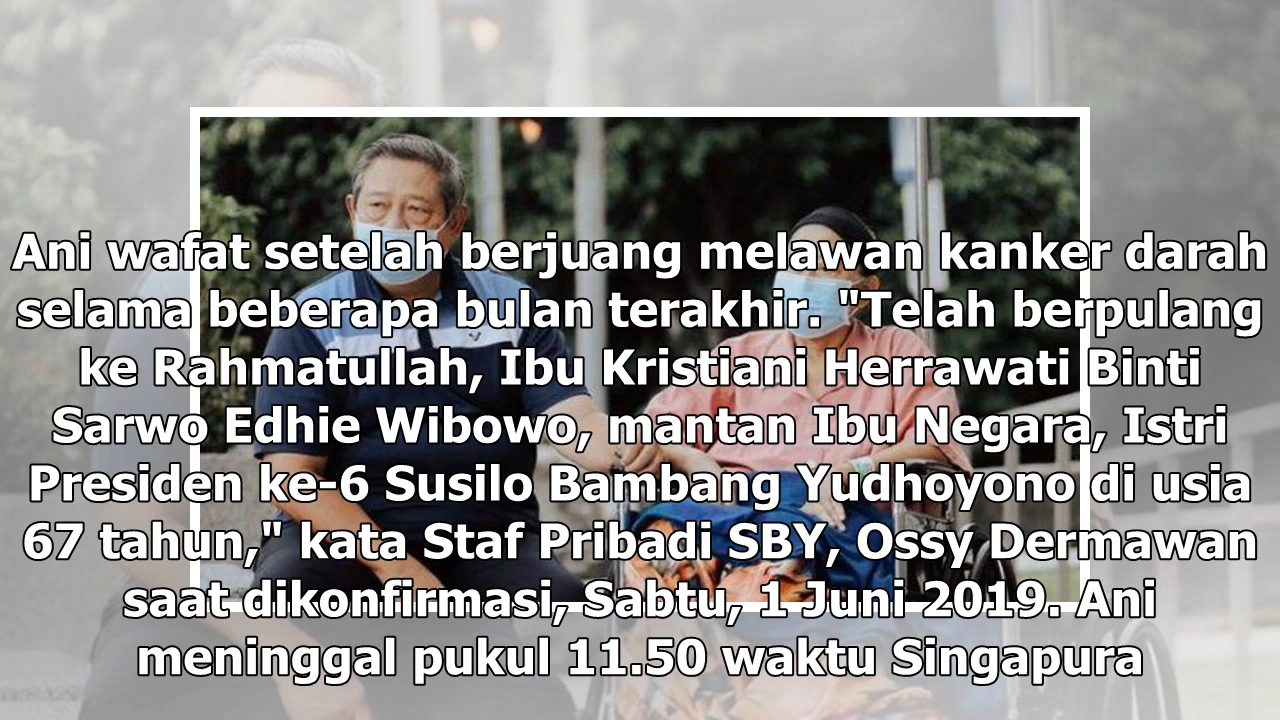 Ani wafat setelah berjuang melawan kanker darah
selama beberapa bulan terakhir. "Telah berpulang
ke Rahmatullah, Ibu Kristiani Herrawati Binti
Sarwo Edhie Wibowo, mantan Ibu Negara, Istri
Presiden ke-6 Susilo Bambang Yudhoyono di usia
67 tahun," kata Staf Pribadi SBY, Ossy Dermawan
saat dikonfirmasi, Sabtu, 1 Juni 2019. Ani
meninggal pukul 11.50 waktu Singapura